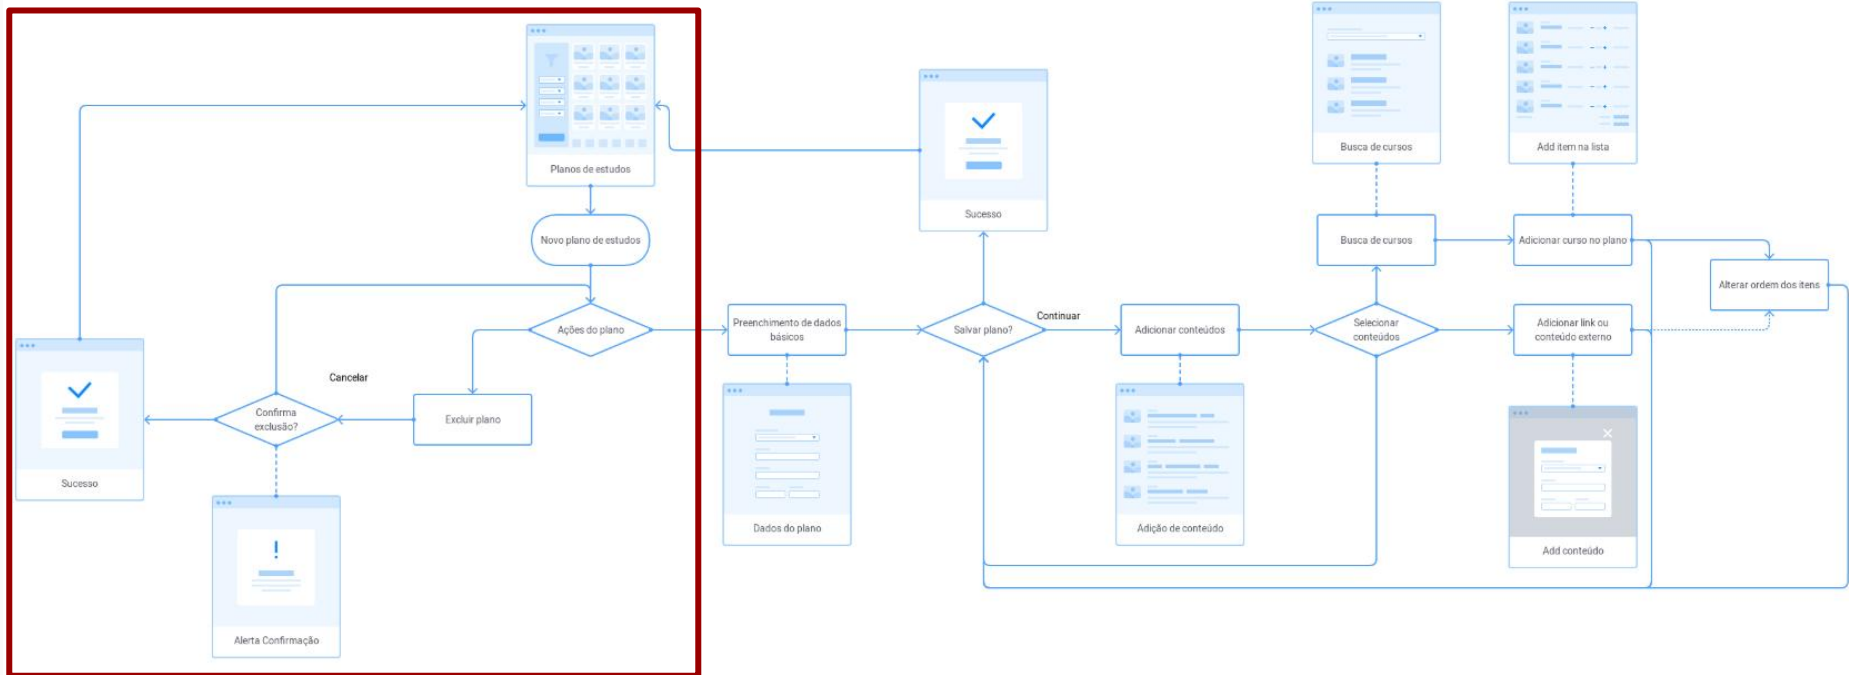 Busca de cursos
Add item na lista
Planos de estudos
Sucesso
Novo plano de estudos
Busca de cursos
Adicionar curso no plano
Alterar ordem dos itens
Ações do plano
Preenchimento de dados
básicos
Salvar plano?
Continuar
Adicionar conteúdos
Selecionar
conteúdos
Adicionar link ou
conteúdo externo
Cancelar
Confirma
exclusão?
Excluir plano
Sucesso
Dados do plano
Adição de conteúdo
Add conteúdo
!
Alerta Confirmação